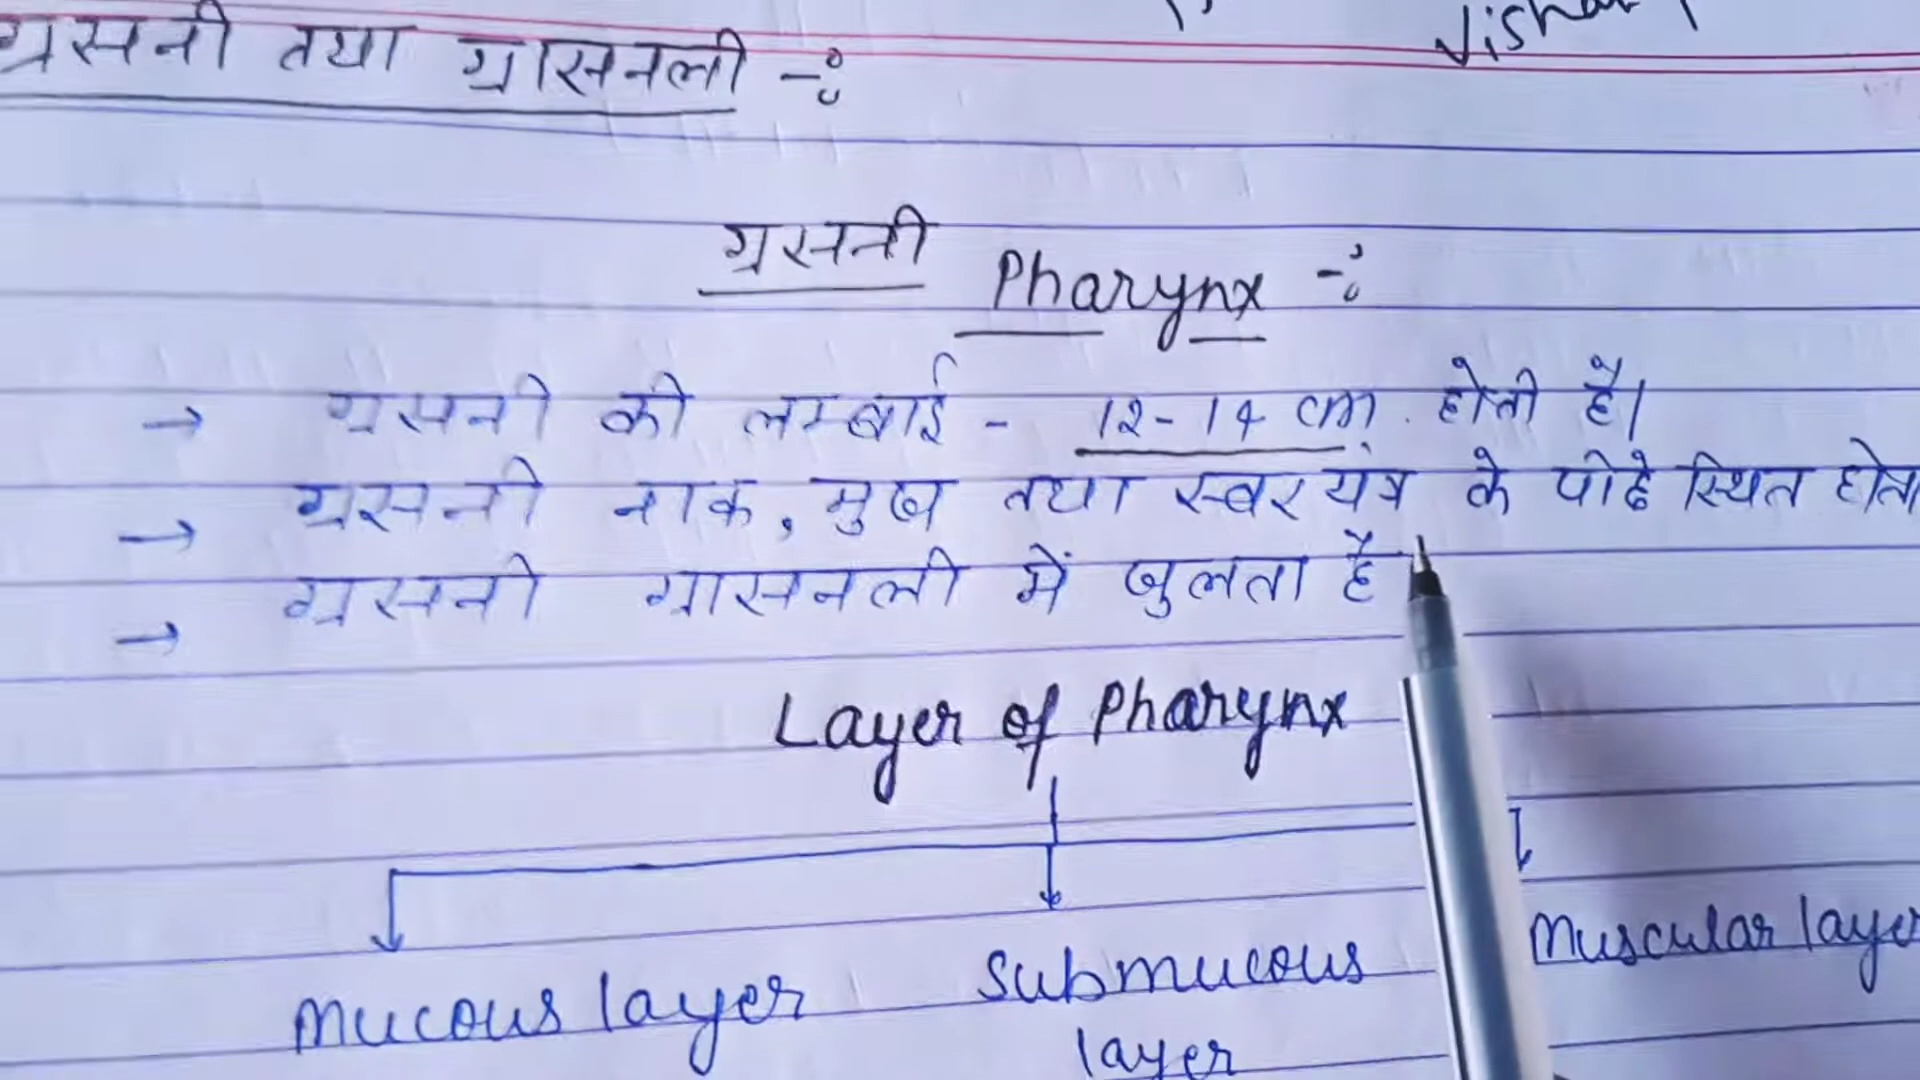 ग्रसनी तथा ग्रासनली -:
ग्रसनी Pharynx -:
→ ग्रसनी की लम्बाई - 12-14 cm. होती है।
→ ग्रसनी नाक, मुख तथा स्वर यंत्र के पीछे स्थित होता
→ ग्रसनी ग्रासनली में खुलता है
Layer of Pharynx
Mucous layer Submucous layer Muscular layer